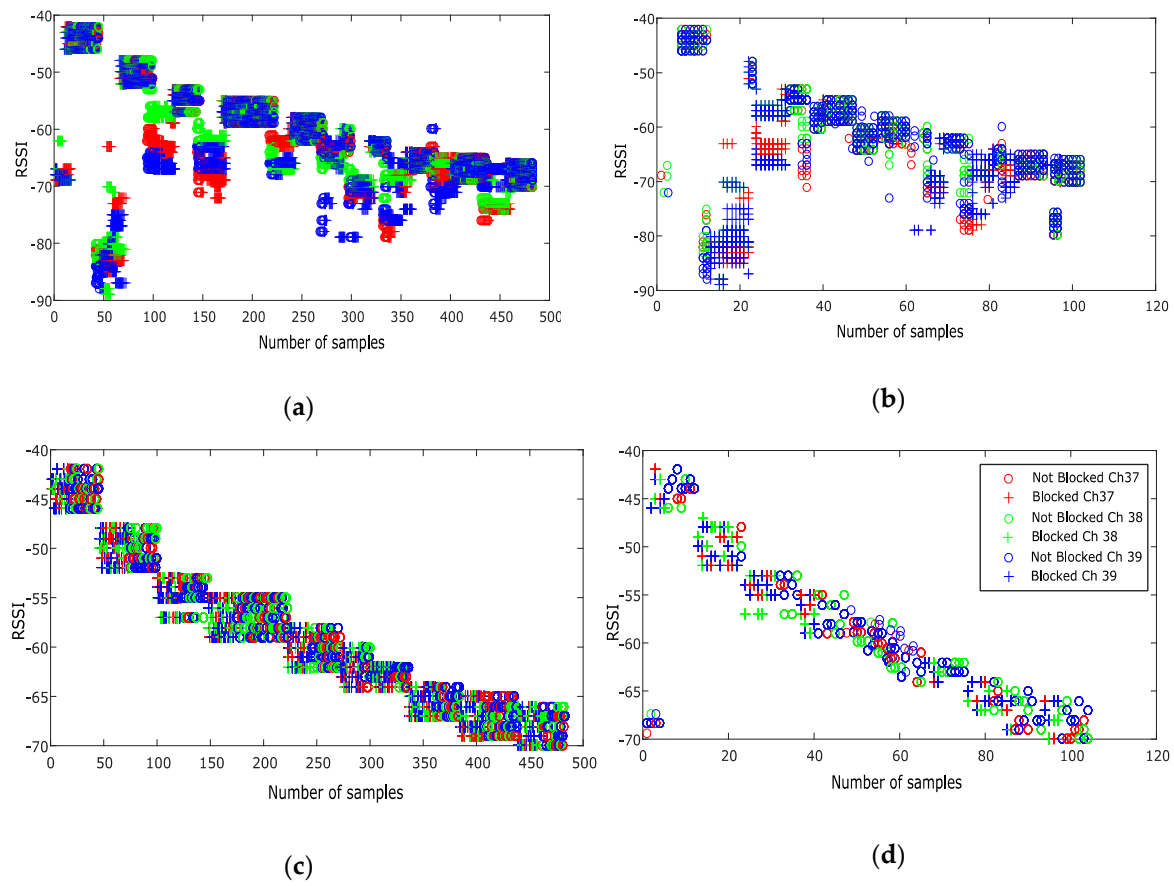 -40
-50
-60
-70
-80
-90
RSSI
0 50 100 150 200 250 300 350 400 450 500
Number of samples
(a)
-40
-50
-60
-70
-80
-90
RSSI
0 20 40 60 80 100 120
Number of samples
(b)
-40
-45
-50
-55
-60
-65
-70
RSSI
0 50 100 150 200 250 300 350 400 450 500
Number of samples
(c)
-40
-45
-50
-55
-60
-65
-70
RSSI
0 20 40 60 80 100 120
Number of samples
Not Blocked Ch37
Blocked Ch37
Not Blocked Ch 38
Blocked Ch 38
Not Blocked Ch 39
Blocked Ch 39
(d)